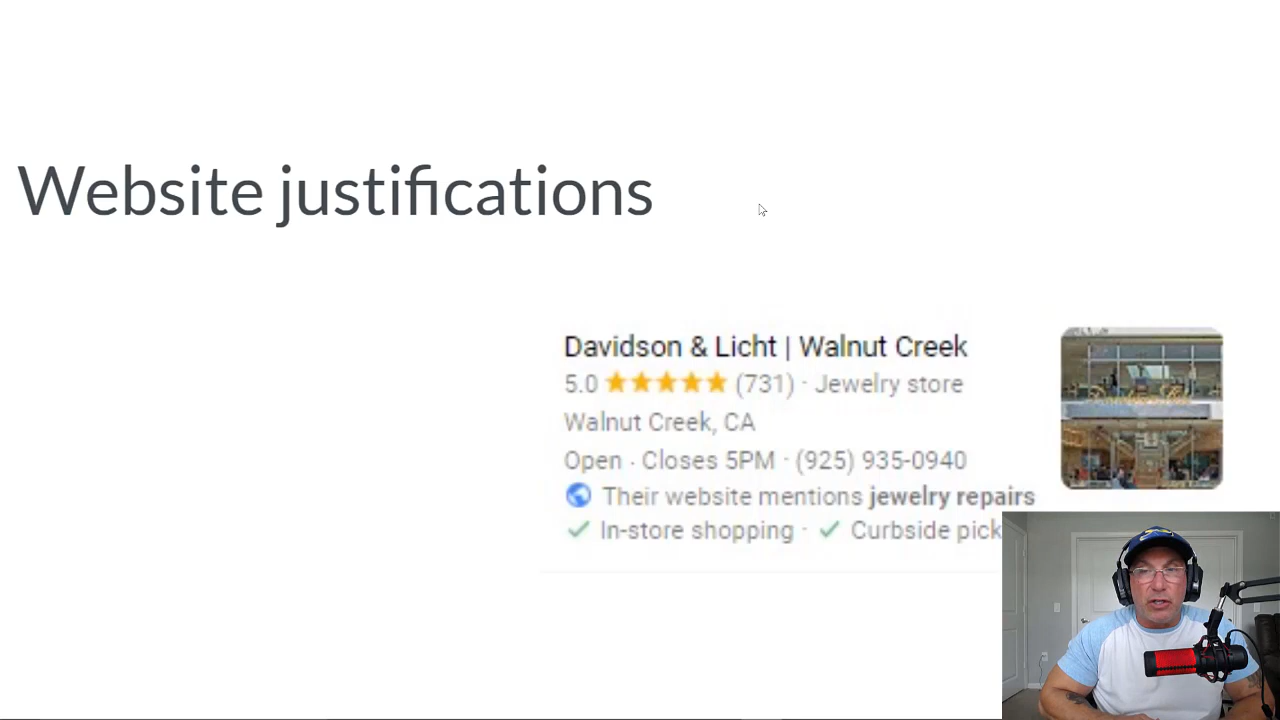 Website justifications
Davidson & Licht | Walnut Creek
5.0 (731) · Jewelry store
Walnut Creek, CA
Open · Closes 5PM · (925) 935-0940
Their website mentions jewelry repairs
In-store shopping · Curbside pick